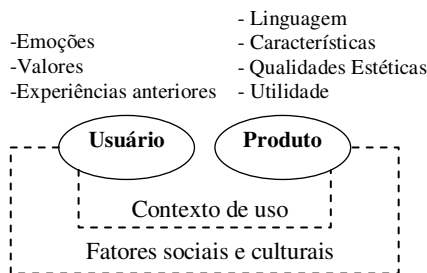 -Emoções
-Valores
-Experiências anteriores
- Linguagem
- Características
- Qualidades Estéticas
- Utilidade
Usuário
Produto
Contexto de uso
Fatores sociais e culturais